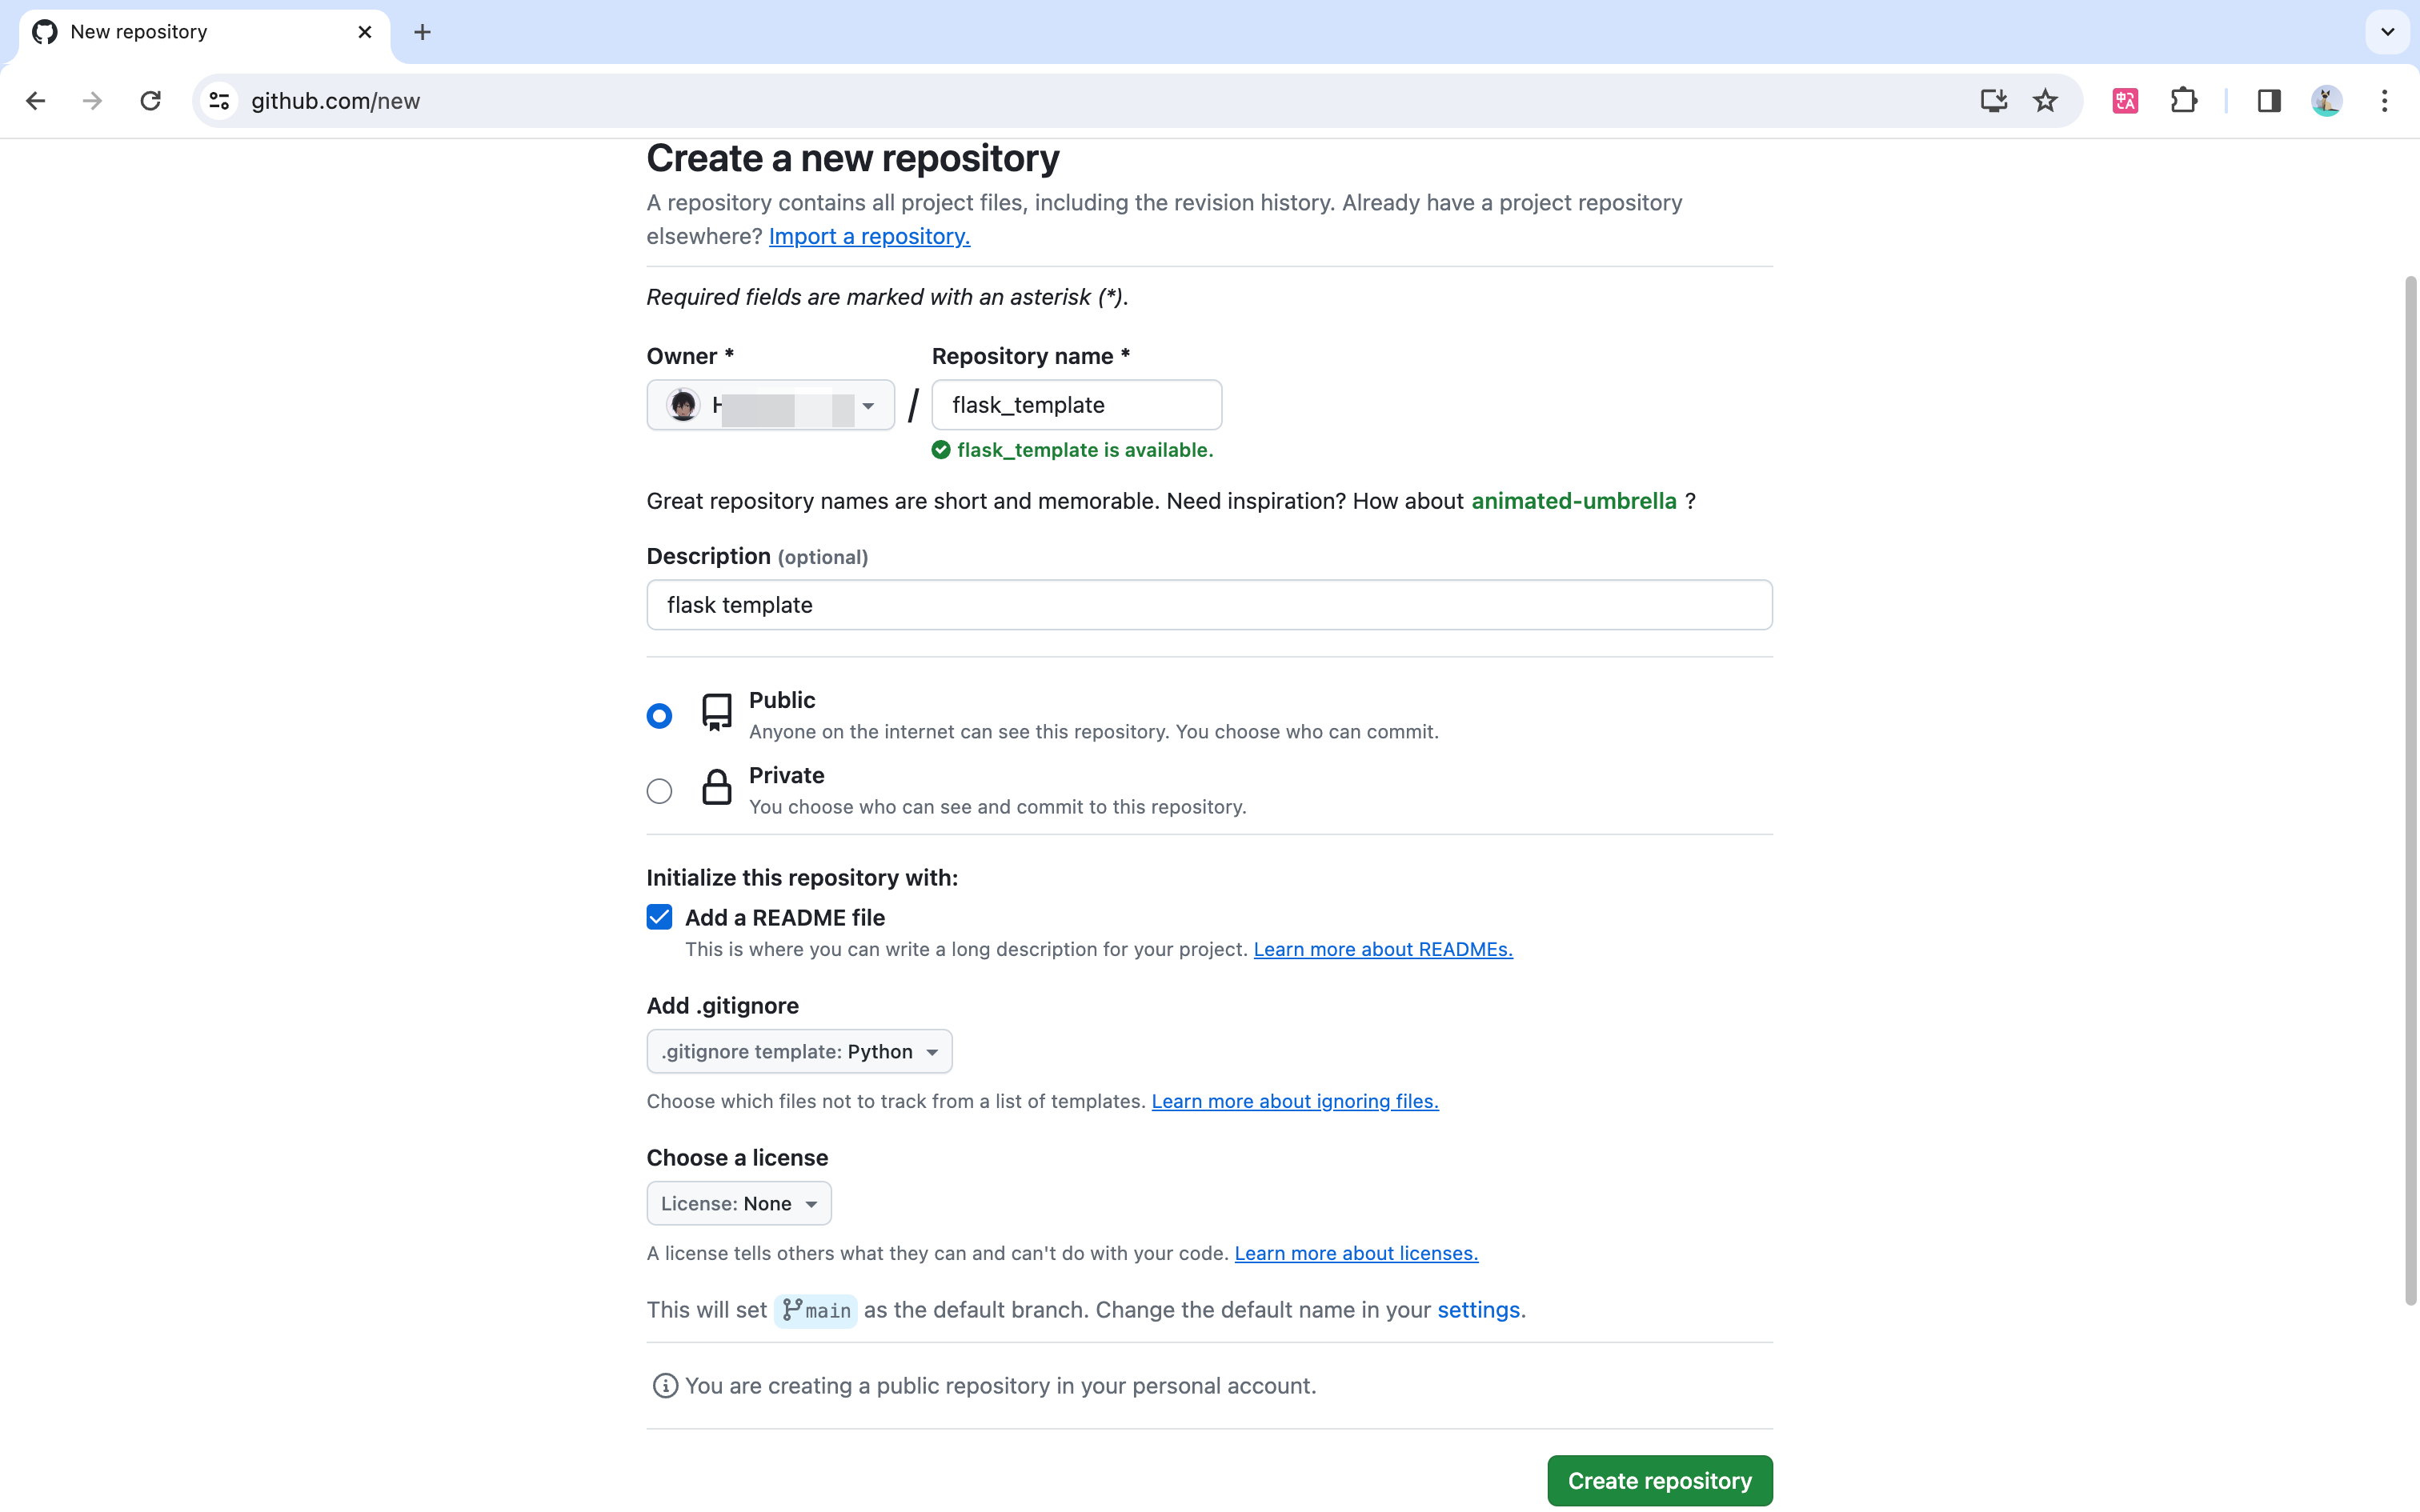 New repository
github.com/new
Create a new repository
A repository contains all project files, including the revision history. Already have a project repository
elsewhere? Import a repository.
Required fields are marked with an asterisk (*).
Owner * Repository name *
H / flask_template
flask_template is available.
Great repository names are short and memorable. Need inspiration? How about animated-umbrella ?
Description (optional)
flask template
Public
Anyone on the internet can see this repository. You choose who can commit.
Private
You choose who can see and commit to this repository.
Initialize this repository with:
Add a README file
This is where you can write a long description for your project. Learn more about READMEs.
Add .gitignore
.gitignore template: Python
Choose which files not to track from a list of templates. Learn more about ignoring files.
Choose a license
License: None
A license tells others what they can and can't do with your code. Learn more about licenses.
This will set main as the default branch. Change the default name in your settings.
You are creating a public repository in your personal account.
Create repository